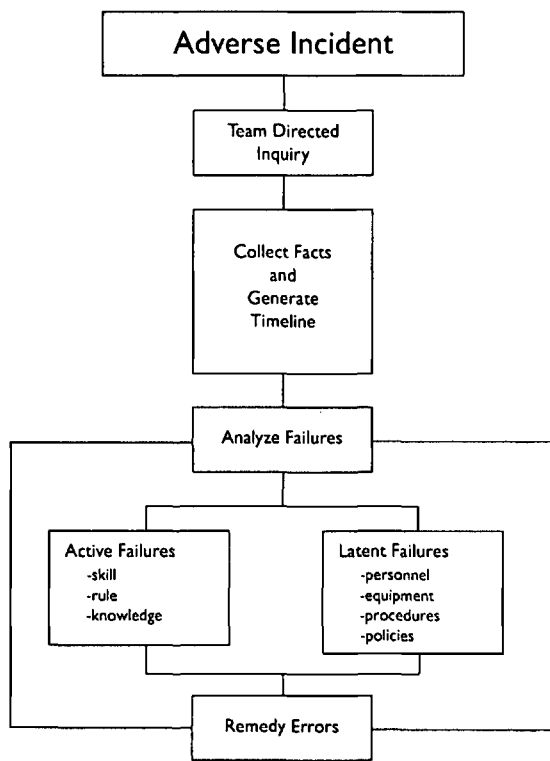 Adverse Incident
Team Directed
Inquiry
Collect Facts
and
Generate
Timeline
Analyze Failures
Active Failures
-skill
-rule
-knowledge
Latent Failures
-personnel
-equipment
-procedures
-policies
Remedy Errors